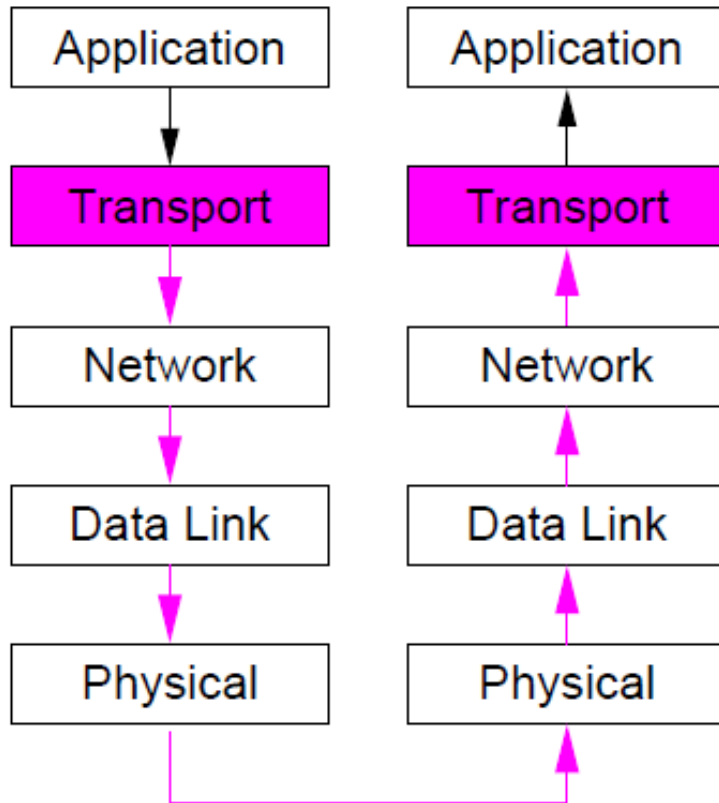 Application
Transport
Network
Data Link
Physical
Application
Transport
Network
Data Link
Physical